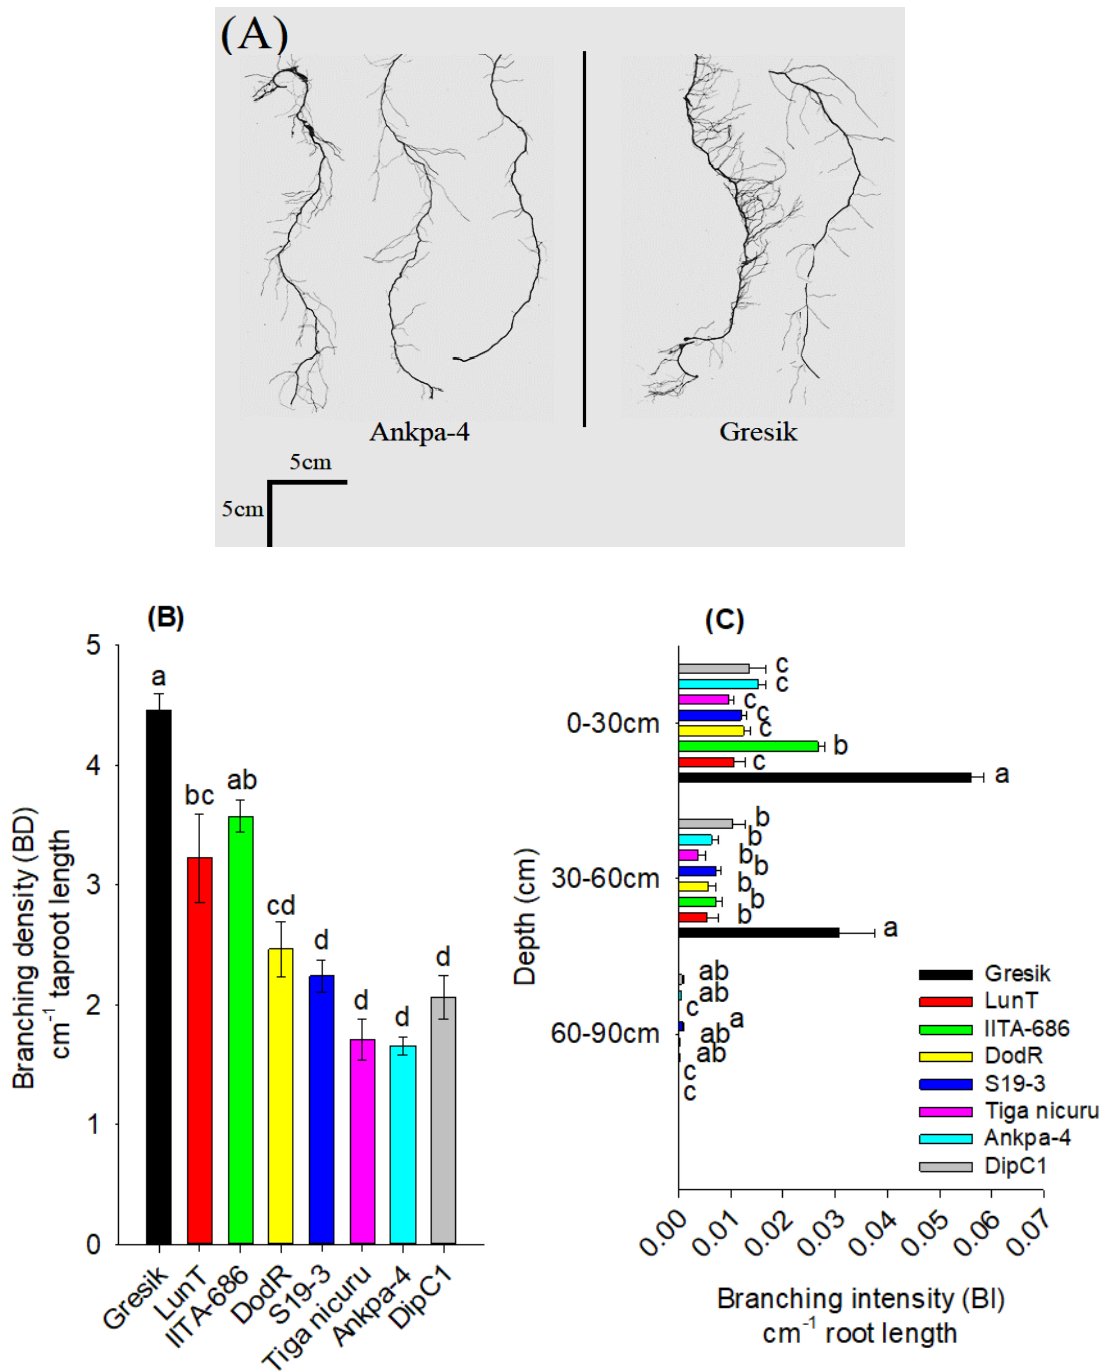 (A)
Ankpa-4
Gresik
5cm
5cm
(B)
Branching density (BD)
cm⁻¹ taproot length
5
4
3
2
1
0
a
bc
ab
cd
d
d
d
d
Gresik
LunT
IITA-686
DodR
S19-3
Tiga nicuru
Ankpa-4
DipC1
(C)
Depth (cm)
0-30cm
c
c
c
c
c
b
c
a
30-60cm
b
b
b
b
b
b
b
a
60-90cm
ab
ab
c
a
ab
ab
c
c
Gresik
LunT
IITA-686
DodR
S19-3
Tiga nicuru
Ankpa-4
DipC1
0.00
0.01
0.02
0.03
0.04
0.05
0.06
0.07
Branching intensity (BI)
cm⁻¹ root length